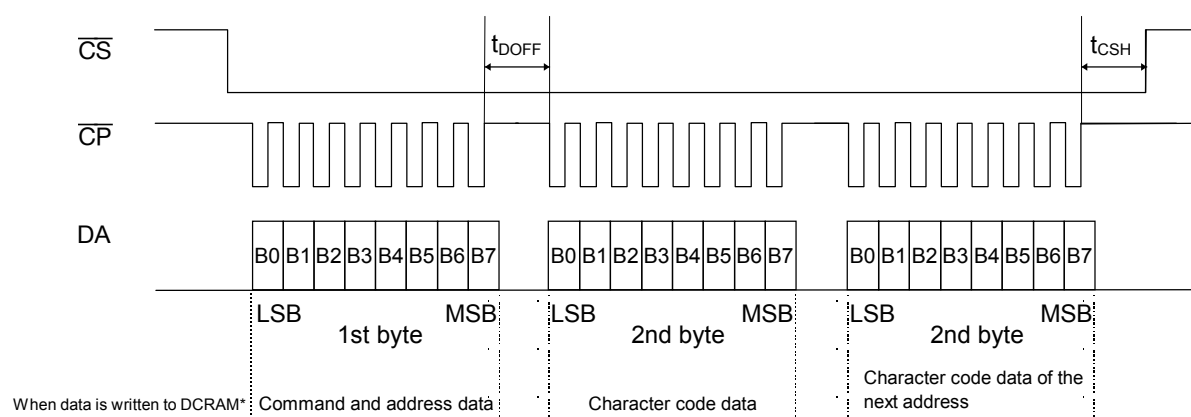 CS
tDOFF
tCSH
CP
DA
B0 B1 B2 B3 B4 B5 B6 B7
B0 B1 B2 B3 B4 B5 B6 B7
B0 B1 B2 B3 B4 B5 B6 B7
LSB MSB
LSB MSB
LSB MSB
1st byte
2nd byte
2nd byte
When data is written to DCRAM*
Command and address data
Character code data
Character code data of the
next address